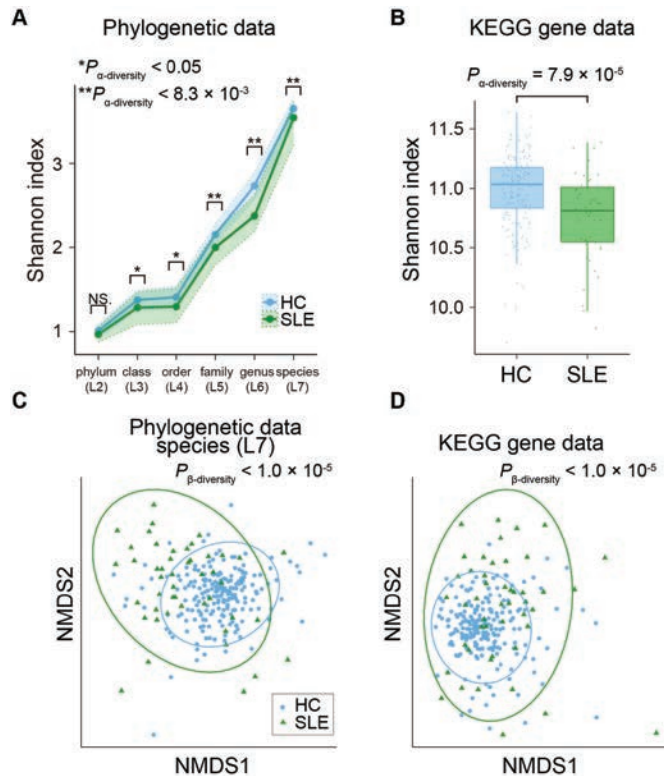 A
Phylogenetic data
*Pα-diversity < 0.05
**Pα-diversity < 8.3 × 10-3
Shannon index
3
2
1
NS.
*
*
**
**
**
HC
SLE
phylum (L2)
class (L3)
order (L4)
family (L5)
genus (L6)
species (L7)
B
KEGG gene data
Pα-diversity = 7.9 × 10-5
Shannon index
11.5
11.0
10.5
10.0
HC
SLE
C
Phylogenetic data
species (L7)
Pβ-diversity < 1.0 × 10-5
NMDS2
HC
SLE
NMDS1
D
KEGG gene data
Pβ-diversity < 1.0 × 10-5
NMDS2
NMDS1